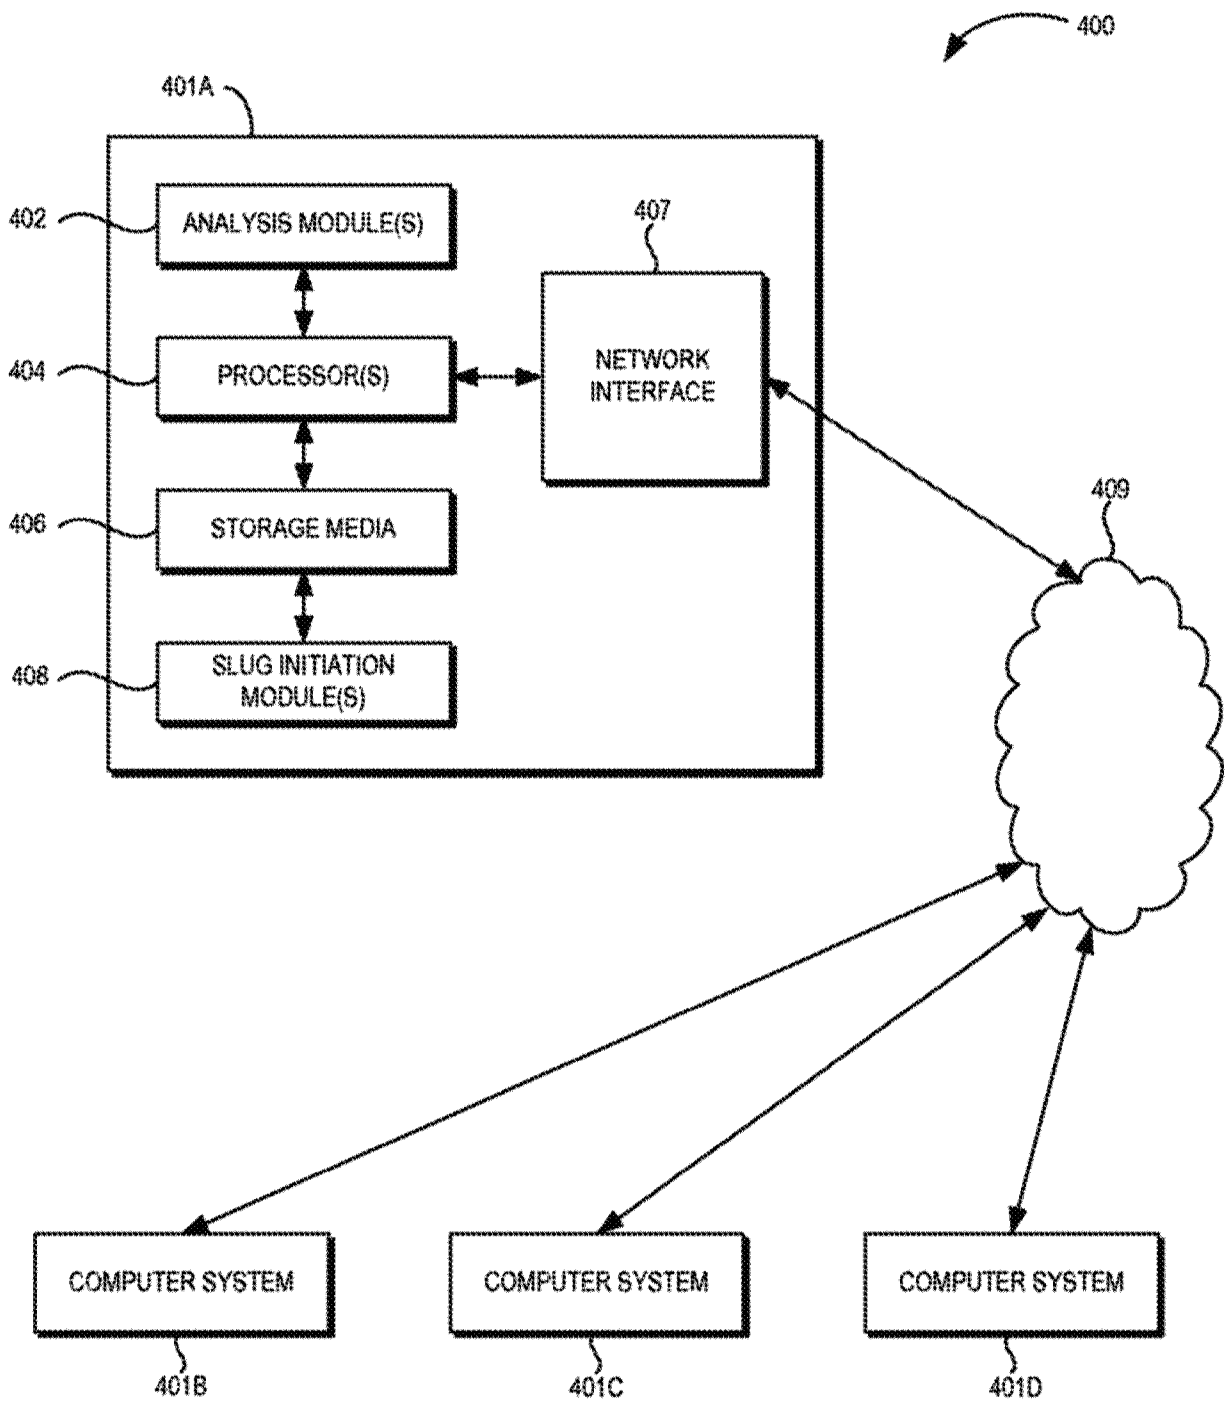 400
401A
402
ANALYSIS MODULE(S)
407
404
PROCESSOR(S)
NETWORK
INTERFACE
409
406
STORAGE MEDIA
408
SLUG INITIATION
MODULE(S)
COMPUTER SYSTEM
COMPUTER SYSTEM
COMPUTER SYSTEM
401B
401C
401D